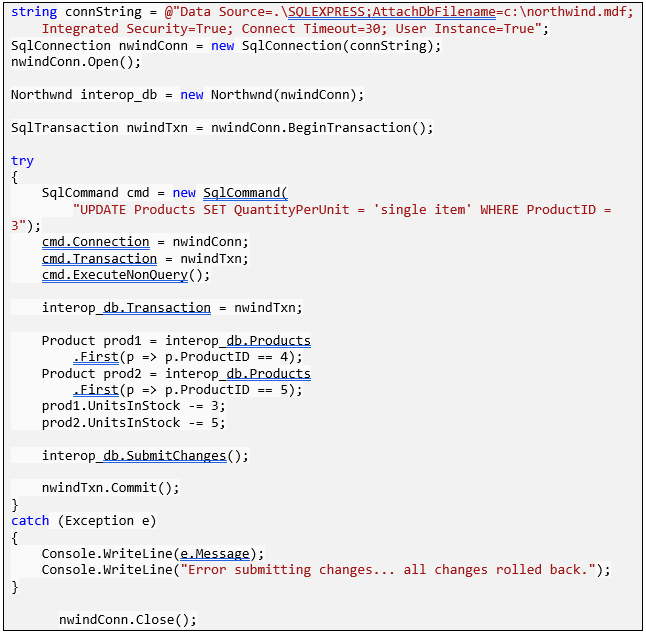 string connString = @"Data Source=.\SQLEXPRESS;AttachDbFilename=c:\northwind.mdf;
    Integrated Security=True; Connect Timeout=30; User Instance=True";
SqlConnection nwindConn = new SqlConnection(connString);
nwindConn.Open();

Northwnd interop_db = new Northwnd(nwindConn);

SqlTransaction nwindTxn = nwindConn.BeginTransaction();

try
{
    SqlCommand cmd = new SqlCommand(
        "UPDATE Products SET QuantityPerUnit = 'single item' WHERE ProductID =
3");
    cmd.Connection = nwindConn;
    cmd.Transaction = nwindTxn;
    cmd.ExecuteNonQuery();

    interop_db.Transaction = nwindTxn;

    Product prod1 = interop_db.Products
        .First(p => p.ProductID == 4);
    Product prod2 = interop_db.Products
        .First(p => p.ProductID == 5);
    prod1.UnitsInStock -= 3;
    prod2.UnitsInStock -= 5;

    interop_db.SubmitChanges();

    nwindTxn.Commit();
}
catch (Exception e)
{
    Console.WriteLine(e.Message);
    Console.WriteLine("Error submitting changes... all changes rolled back.");
}

      nwindConn.Close();